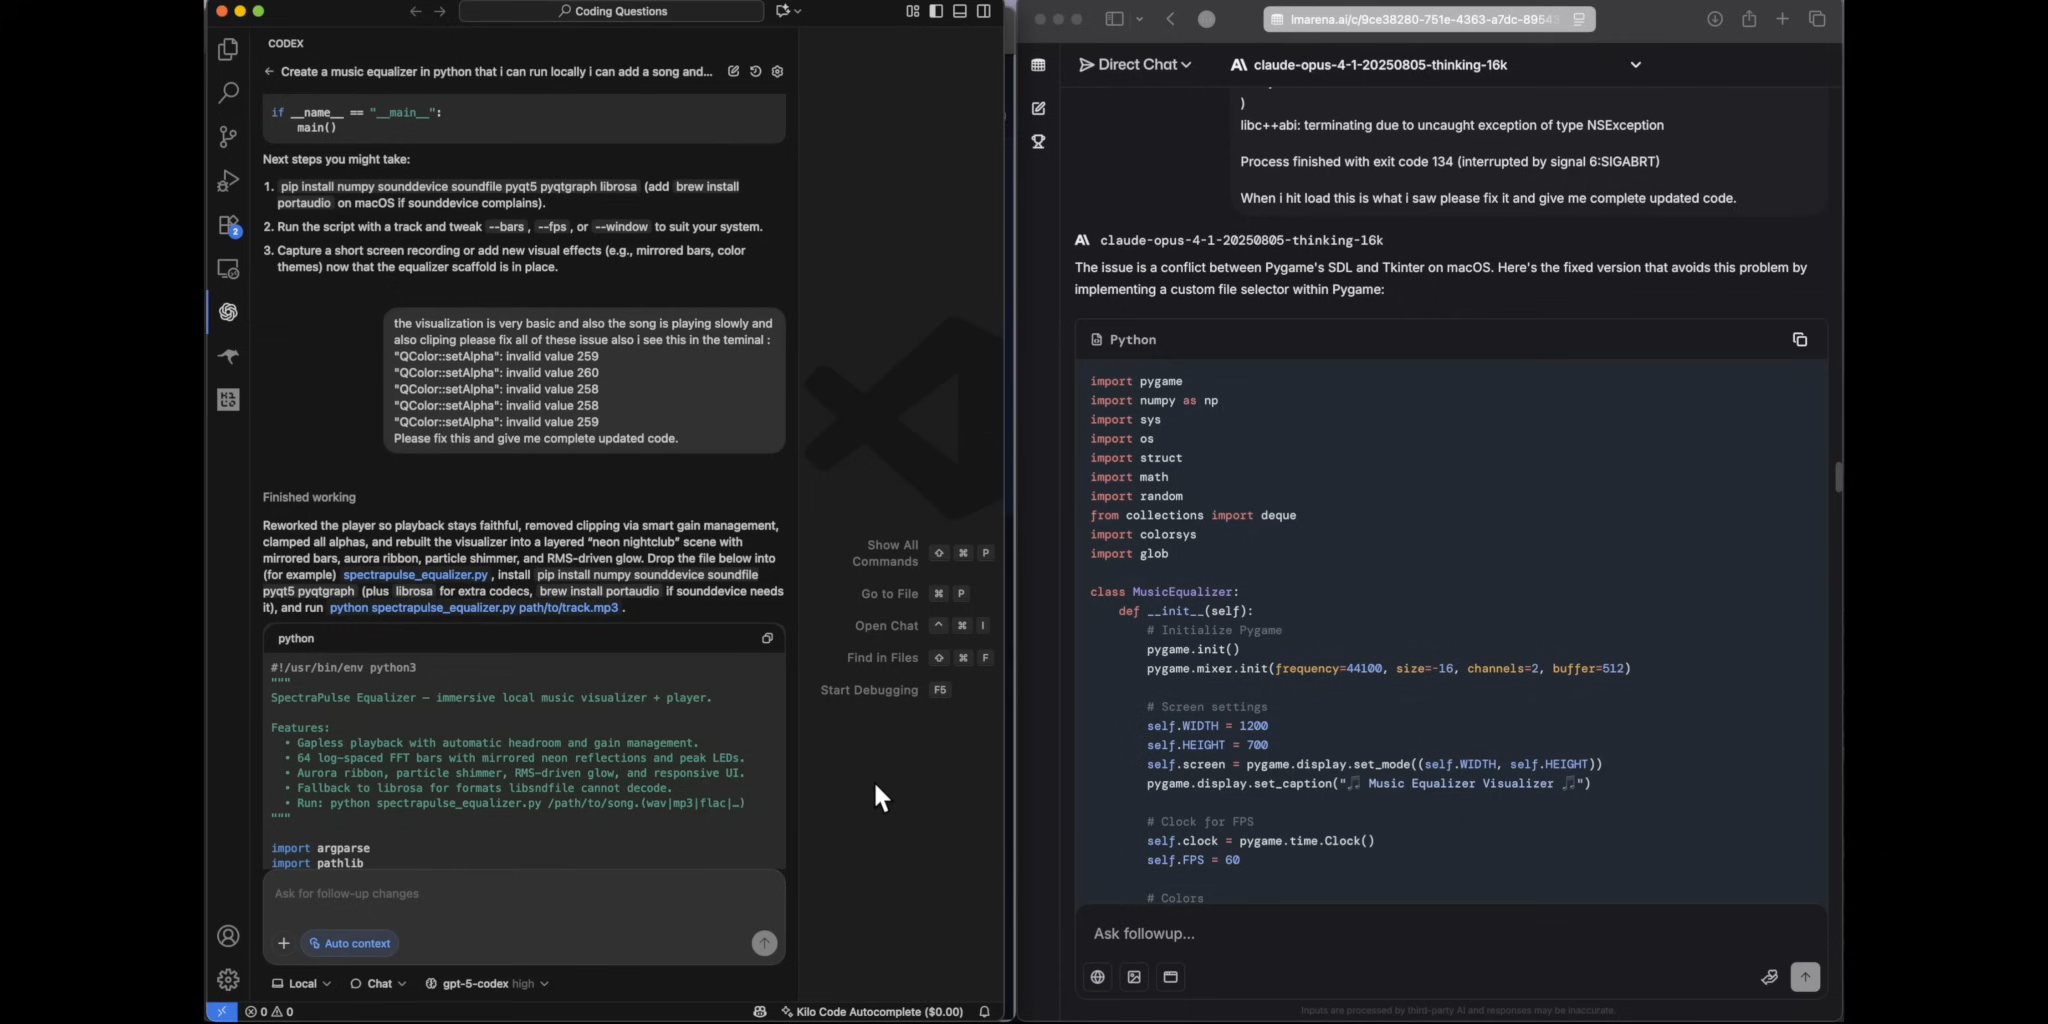 Coding Questions
CODEX
Create a music equalizer in python that i can run locally i can add a song and...
if __name__ == "__main__":
main()
Next steps you might take:
1. pip install numpy sounddevice soundfile pyqt5 pyqtgraph librosa (add brew install
portaudio on macOS if sounddevice complains).
2. Run the script with a track and tweak --bars , --fps , or --window to suit your system.
3. Capture a short screen recording or add new visual effects (e.g., mirrored bars, color
themes) now that the equalizer scaffold is in place.
the visualization is very basic and also the song is playing slowly and
also cliping please fix all of these issue also i see this in the teminal :
"QColor::setAlpha": invalid value 259
"QColor::setAlpha": invalid value 260
"QColor::setAlpha": invalid value 258
"QColor::setAlpha": invalid value 258
"QColor::setAlpha": invalid value 259
Please fix this and give me complete updated code.
Finished working
Reworked the player so playback stays faithful, removed clipping via smart gain management,
clamped all alphas, and rebuilt the visualizer into a layered “neon nightclub” scene with
mirrored bars, aurora ribbon, particle shimmer, and RMS-driven glow. Drop the file below into
(for example) spectrapulse_equalizer.py , install pip install numpy sounddevice soundfile
pyqt5 pyqtgraph (plus librosa for extra codecs, brew install portaudio if sounddevice needs
it), and run python spectrapulse_equalizer.py path/to/track.mp3 .
python
#!/usr/bin/env python3
"""
SpectraPulse Equalizer — immersive local music visualizer + player.
Features:
• Gapless playback with automatic headroom and gain management.
• 64 log-spaced FFT bars with mirrored neon reflections and peak LEDs.
• Aurora ribbon, particle shimmer, RMS-driven glow, and responsive UI.
• Fallback to librosa for formats libsndfile cannot decode.
• Run: python spectrapulse_equalizer.py /path/to/song.(wav|mp3|flac|…)
"""
import argparse
import pathlib
Ask for follow-up changes
Auto context
Local
Chat
gpt-5-codex high
2
0 0
Kilo Code Autocomplete ($0.00)
Show All
Commands ⇧ ⌘ P
Go to File ⌘ P
Open Chat ^ ⌘ I
Find in Files ⇧ ⌘ F
Start Debugging F5
lmarena.ai/c/9ce38280-751e-4363-a7dc-89543
Direct Chat
claude-opus-4-1-20250805-thinking-16k
)
libc++abi: terminating due to uncaught exception of type NSException
Process finished with exit code 134 (interrupted by signal 6:SIGABRT)
When i hit load this is what i saw please fix it and give me complete updated code.
claude-opus-4-1-20250805-thinking-16k
The issue is a conflict between Pygame's SDL and Tkinter on macOS. Here's the fixed version that avoids this problem by
implementing a custom file selector within Pygame:
Python
import pygame
import numpy as np
import sys
import os
import struct
import math
import random
from collections import deque
import colorsys
import glob
class MusicEqualizer:
def __init__(self):
# Initialize Pygame
pygame.init()
pygame.mixer.init(frequency=44100, size=-16, channels=2, buffer=512)
# Screen settings
self.WIDTH = 1200
self.HEIGHT = 700
self.screen = pygame.display.set_mode((self.WIDTH, self.HEIGHT))
pygame.display.set_caption("🎵 Music Equalizer Visualizer 🎵")
# Clock for FPS
self.clock = pygame.time.Clock()
self.FPS = 60
# Colors
Ask followup...
Inputs are processed by third-party AI and responses may be inaccurate.